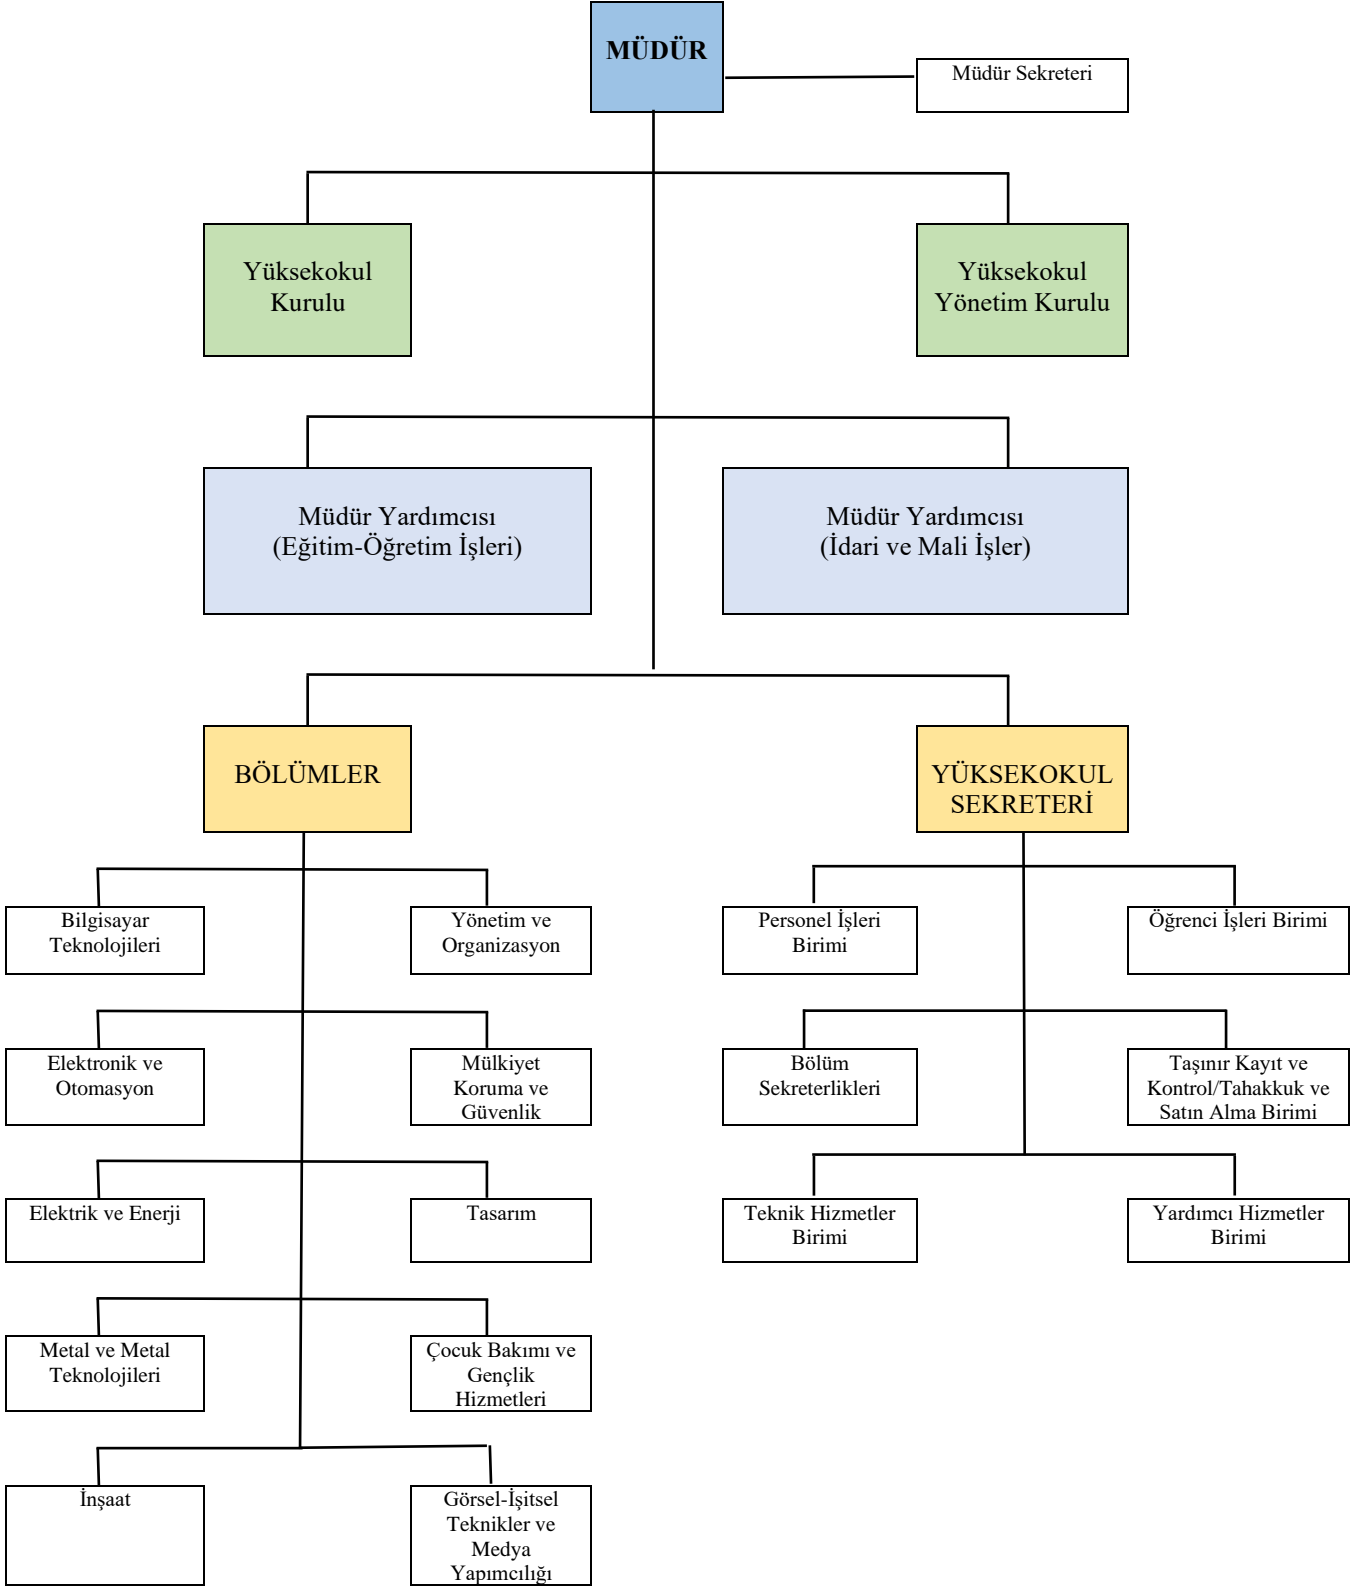 MÜDÜR
Müdür Sekreteri
Yüksekokul
Kurulu
Yüksekokul
Yönetim Kurulu
Müdür Yardımcısı
(Eğitim-Öğretim İşleri)
Müdür Yardımcısı
(İdari ve Mali İşler)
BÖLÜMLER
YÜKSEKOKUL
SEKRETERİ
Bilgisayar
Teknolojileri
Yönetim ve
Organizasyon
Personel İşleri
Birimi
Öğrenci İşleri Birimi
Elektronik ve
Otomasyon
Mülkiyet
Koruma ve
Güvenlik
Bölüm
Sekreterlikleri
Taşınır Kayıt ve
Kontrol/Tahakkuk ve
Satın Alma Birimi
Elektrik ve Enerji
Tasarım
Teknik Hizmetler
Birimi
Yardımcı Hizmetler
Birimi
Metal ve Metal
Teknolojileri
Çocuk Bakımı ve
Gençlik
Hizmetleri
İnşaat
Görsel-İşitsel
Teknikler ve
Medya
Yapımcılığı